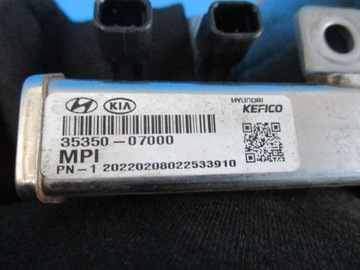 KIA
HYUNDAI
KEFICO
35350-07000
MPI
PN-1 20220208022533910